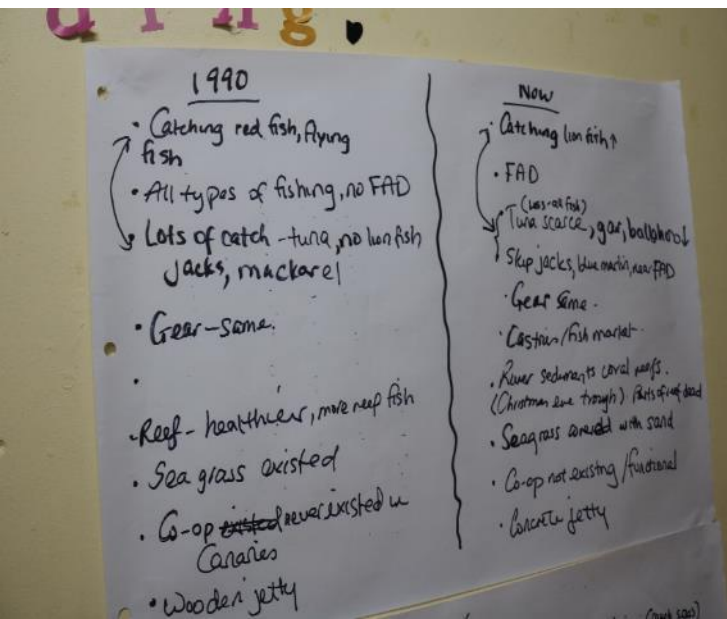 1990
• Catching red fish, flying
fish
• All types of fishing, no FAD
• Lots of catch - tuna, no lion fish
jacks, mackarel
• Gear - same.
•
• Reef - healthier, more reef fish
• Sea grass existed
• Co-op existed never existed in
Canaries
• Wooden jetty
Now
• Catching lion fish ↑
• FAD
(less red fish)
• Tuna scarce, gar, ballahoo ↓
Skip jacks, blue marlin, near FAD
• Gear same.
• Castries/fish market.
• River sediments coral reefs.
(Christmas eve trough) Parts of reef dead
• Seagrass covered with sand
• Co-op not existing/functional
• Concrete jetty